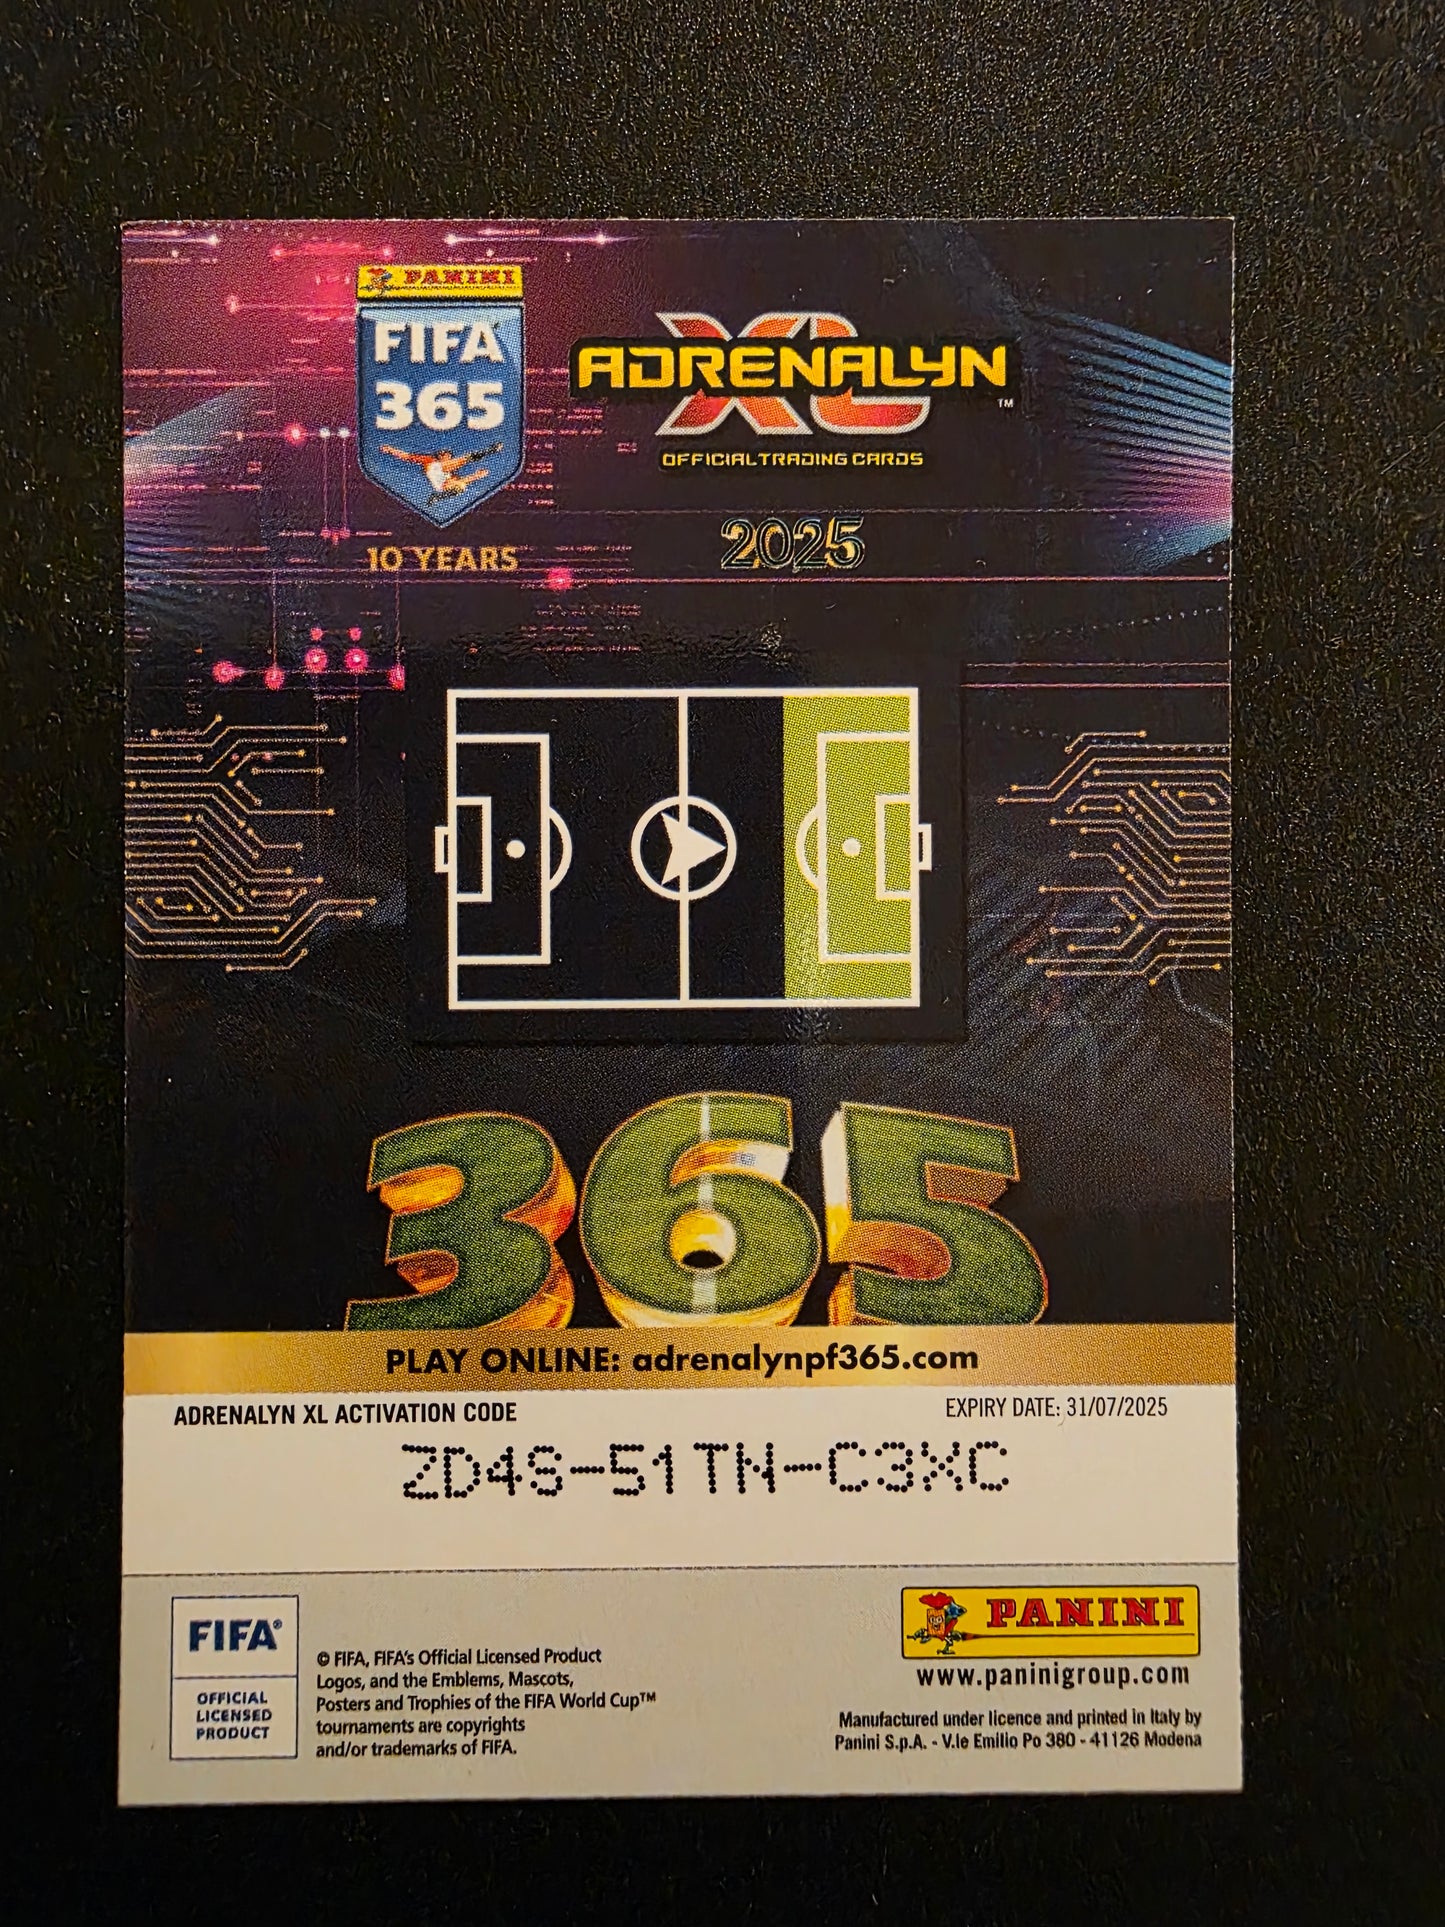 PANINI
FIFA
365
10 YEARS
ADRENALYN
XL
™
OFFICIAL TRADING CARDS
2025
365
PLAY ONLINE: adrenalynpf365.com
ADRENALYN XL ACTIVATION CODE
EXPIRY DATE: 31/07/2025
ZD4S-51TN-C3XC
FIFA®
OFFICIAL
LICENSED
PRODUCT
© FIFA, FIFA's Official Licensed Product
Logos, and the Emblems, Mascots,
Posters and Trophies of the FIFA World Cup™
tournaments are copyrights
and/or trademarks of FIFA.
PANINI
www.paninigroup.com
Manufactured under licence and printed in Italy by
Panini S.p.A. - V.le Emilio Po 380 - 41126 Modena